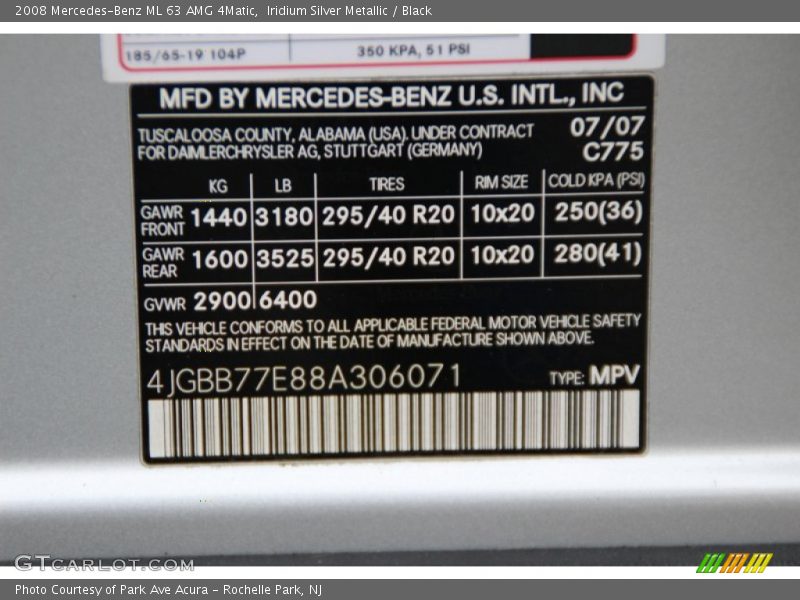 2008 Mercedes-Benz ML 63 AMG 4Matic,  Iridium Silver Metallic / Black
185/65-19 104P 350 KPA, 51 PSI
MFD BY MERCEDES-BENZ U.S. INTL., INC
TUSCALOOSA COUNTY, ALABAMA (USA). UNDER CONTRACT 07/07
FOR DAIMLERCHRYSLER AG, STUTTGART (GERMANY) C775
KG LB TIRES RIM SIZE COLD KPA (PSI)
GAWR FRONT 1440 3180 295/40 R20 10x20 250(36)
GAWR REAR 1600 3525 295/40 R20 10x20 280(41)
GVWR 2900 6400
THIS VEHICLE CONFORMS TO ALL APPLICABLE FEDERAL MOTOR VEHICLE SAFETY
STANDARDS IN EFFECT ON THE DATE OF MANUFACTURE SHOWN ABOVE.
4JGBB77E88A306071 TYPE: MPV
GTCARLOT.COM
Photo Courtesy of Park Ave Acura - Rochelle Park, NJ